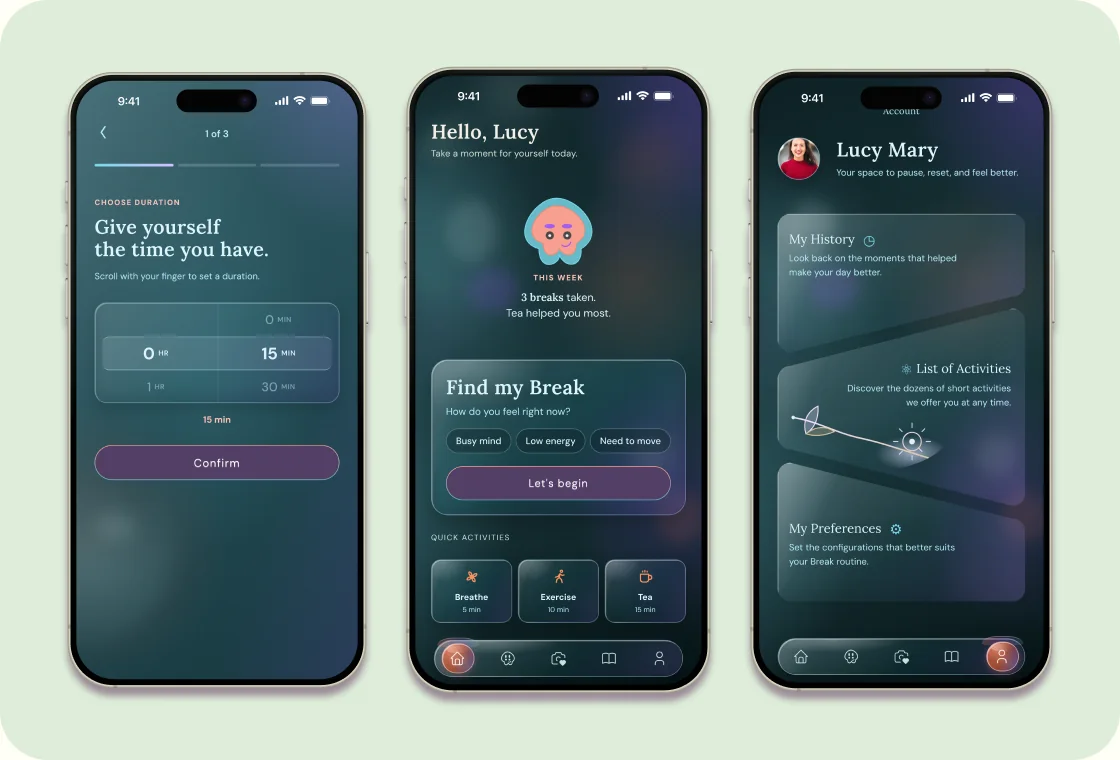 9:41
1 of 3
CHOOSE DURATION
Give yourself
the time you have.
Scroll with your finger to set a duration.
0 MIN
0 HR 15 MIN
1 HR 30 MIN
15 min
Confirm
9:41
Hello, Lucy
Take a moment for yourself today.
THIS WEEK
3 breaks taken.
Tea helped you most.
Find my Break
How do you feel right now?
Busy mind Low energy Need to move
Let's begin
QUICK ACTIVITIES
Breathe Exercise Tea
5 min 10 min 15 min
9:41
Account
Lucy Mary
Your space to pause, reset, and feel better.
My History
Look back on the moments that helped
make your day better.
List of Activities
Discover the dozens of short activities
we offer you at any time.
My Preferences
Set the configurations that better suits
your Break routine.